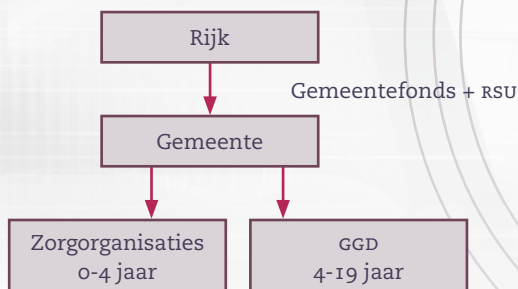 Rijk
Gemeentefonds + RSU
Gemeente
Zorgorganisaties
0-4 jaar
GGD
4-19 jaar